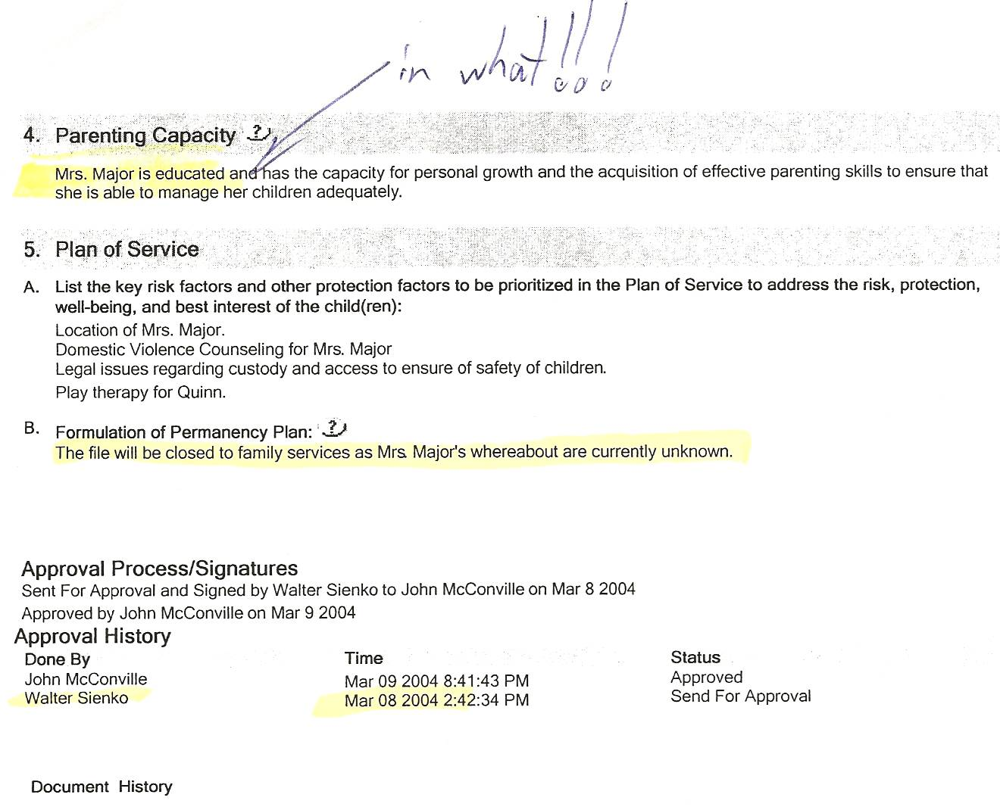 in what!!!
4. Parenting Capacity ?
Mrs. Major is educated and has the capacity for personal growth and the acquisition of effective parenting skills to ensure that
she is able to manage her children adequately.
5. Plan of Service
A. List the key risk factors and other protection factors to be prioritized in the Plan of Service to address the risk, protection,
well-being, and best interest of the child(ren):
Location of Mrs. Major.
Domestic Violence Counseling for Mrs. Major
Legal issues regarding custody and access to ensure of safety of children.
Play therapy for Quinn.
B. Formulation of Permanency Plan: ?
The file will be closed to family services as Mrs. Major's whereabout are currently unknown.
Approval Process/Signatures
Sent For Approval and Signed by Walter Sienko to John McConville on Mar 8 2004
Approved by John McConville on Mar 9 2004
Approval History
Done By Time Status
John McConville Mar 09 2004 8:41:43 PM Approved
Walter Sienko Mar 08 2004 2:42:34 PM Send For Approval
Document History